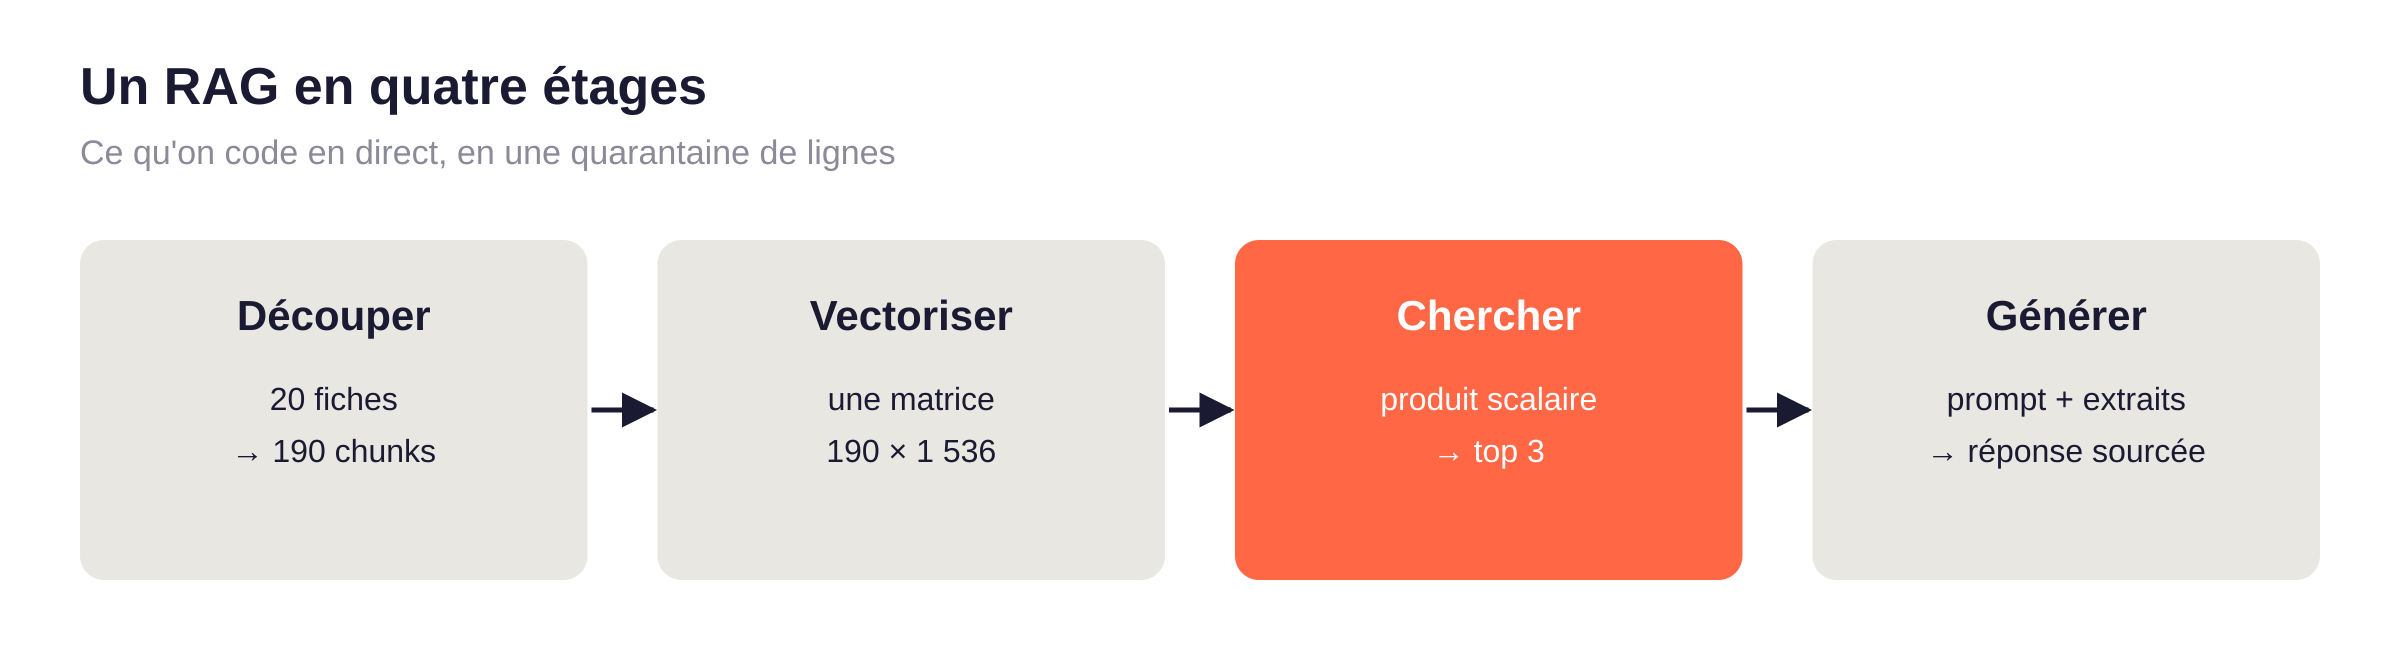 Un RAG en quatre étages
Ce qu'on code en direct, en une quarantaine de lignes
Découper
20 fiches
→ 190 chunks
Vectoriser
une matrice
190 × 1 536
Chercher
produit scalaire
→ top 3
Générer
prompt + extraits
→ réponse sourcée